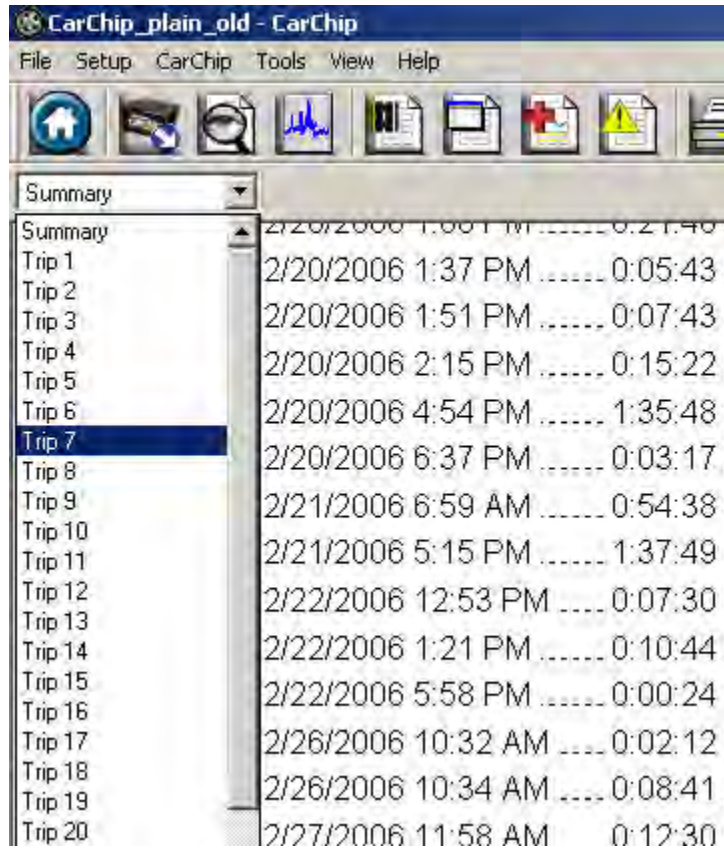 CarChip_plain_old - CarChip
File Setup CarChip Tools View Help
Summary
Summary
Trip 1
Trip 2
Trip 3
Trip 4
Trip 5
Trip 6
Trip 7
Trip 8
Trip 9
Trip 10
Trip 11
Trip 12
Trip 13
Trip 14
Trip 15
Trip 16
Trip 17
Trip 18
Trip 19
Trip 20
2/20/2006 1:37 PM ...... 0:05:43
2/20/2006 1:51 PM ...... 0:07:43
2/20/2006 2:15 PM ...... 0:15:22
2/20/2006 4:54 PM ...... 1:35:48
2/20/2006 6:37 PM ...... 0:03:17
2/21/2006 6:59 AM ...... 0:54:38
2/21/2006 5:15 PM ...... 1:37:49
2/22/2006 12:53 PM .... 0:07:30
2/22/2006 1:21 PM ...... 0:10:44
2/22/2006 5:58 PM ...... 0:00:24
2/26/2006 10:32 AM .... 0:02:12
2/26/2006 10:34 AM .... 0:08:41
2/27/2006 11:58 AM .... 0:12:30